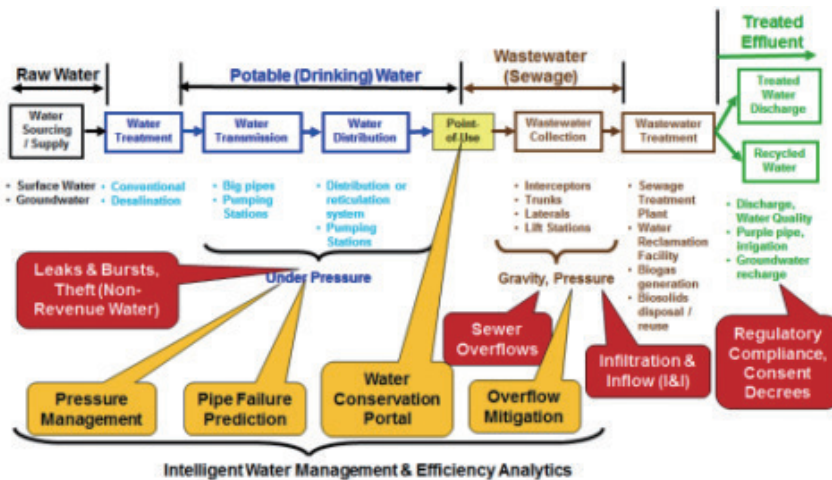 Treated
Effluent
Raw Water
Potable (Drinking) Water
Wastewater
(Sewage)
Water
Sourcing
/ Supply
Water
Treatment
Water
Transmission
Water
Distribution
Point-
of-Use
Wastewater
Collection
Wastewater
Treatment
Treated
Water
Discharge
Recycled
Water
• Surface Water
• Groundwater
• Conventional
• Desalination
• Big pipes
• Pumping
Stations
• Distribution or
reticulation
system
• Pumping
Stations
• Interceptors
• Trunks
• Laterals
• Lift Stations
• Sewage
Treatment
Plant
• Water
Reclamation
Facility
• Biogas
generation
• Biosolids
disposal /
reuse
• Discharge,
Water Quality
• Purple pipe,
irrigation
• Groundwater
recharge
Leaks & Bursts,
Theft (Non-
Revenue Water)
Under Pressure
Gravity, Pressure
Sewer
Overflows
Infiltration &
Inflow (I&I)
Regulatory
Compliance,
Consent
Decrees
Pressure
Management
Pipe Failure
Prediction
Water
Conservation
Portal
Overflow
Mitigation
Intelligent Water Management & Efficiency Analytics